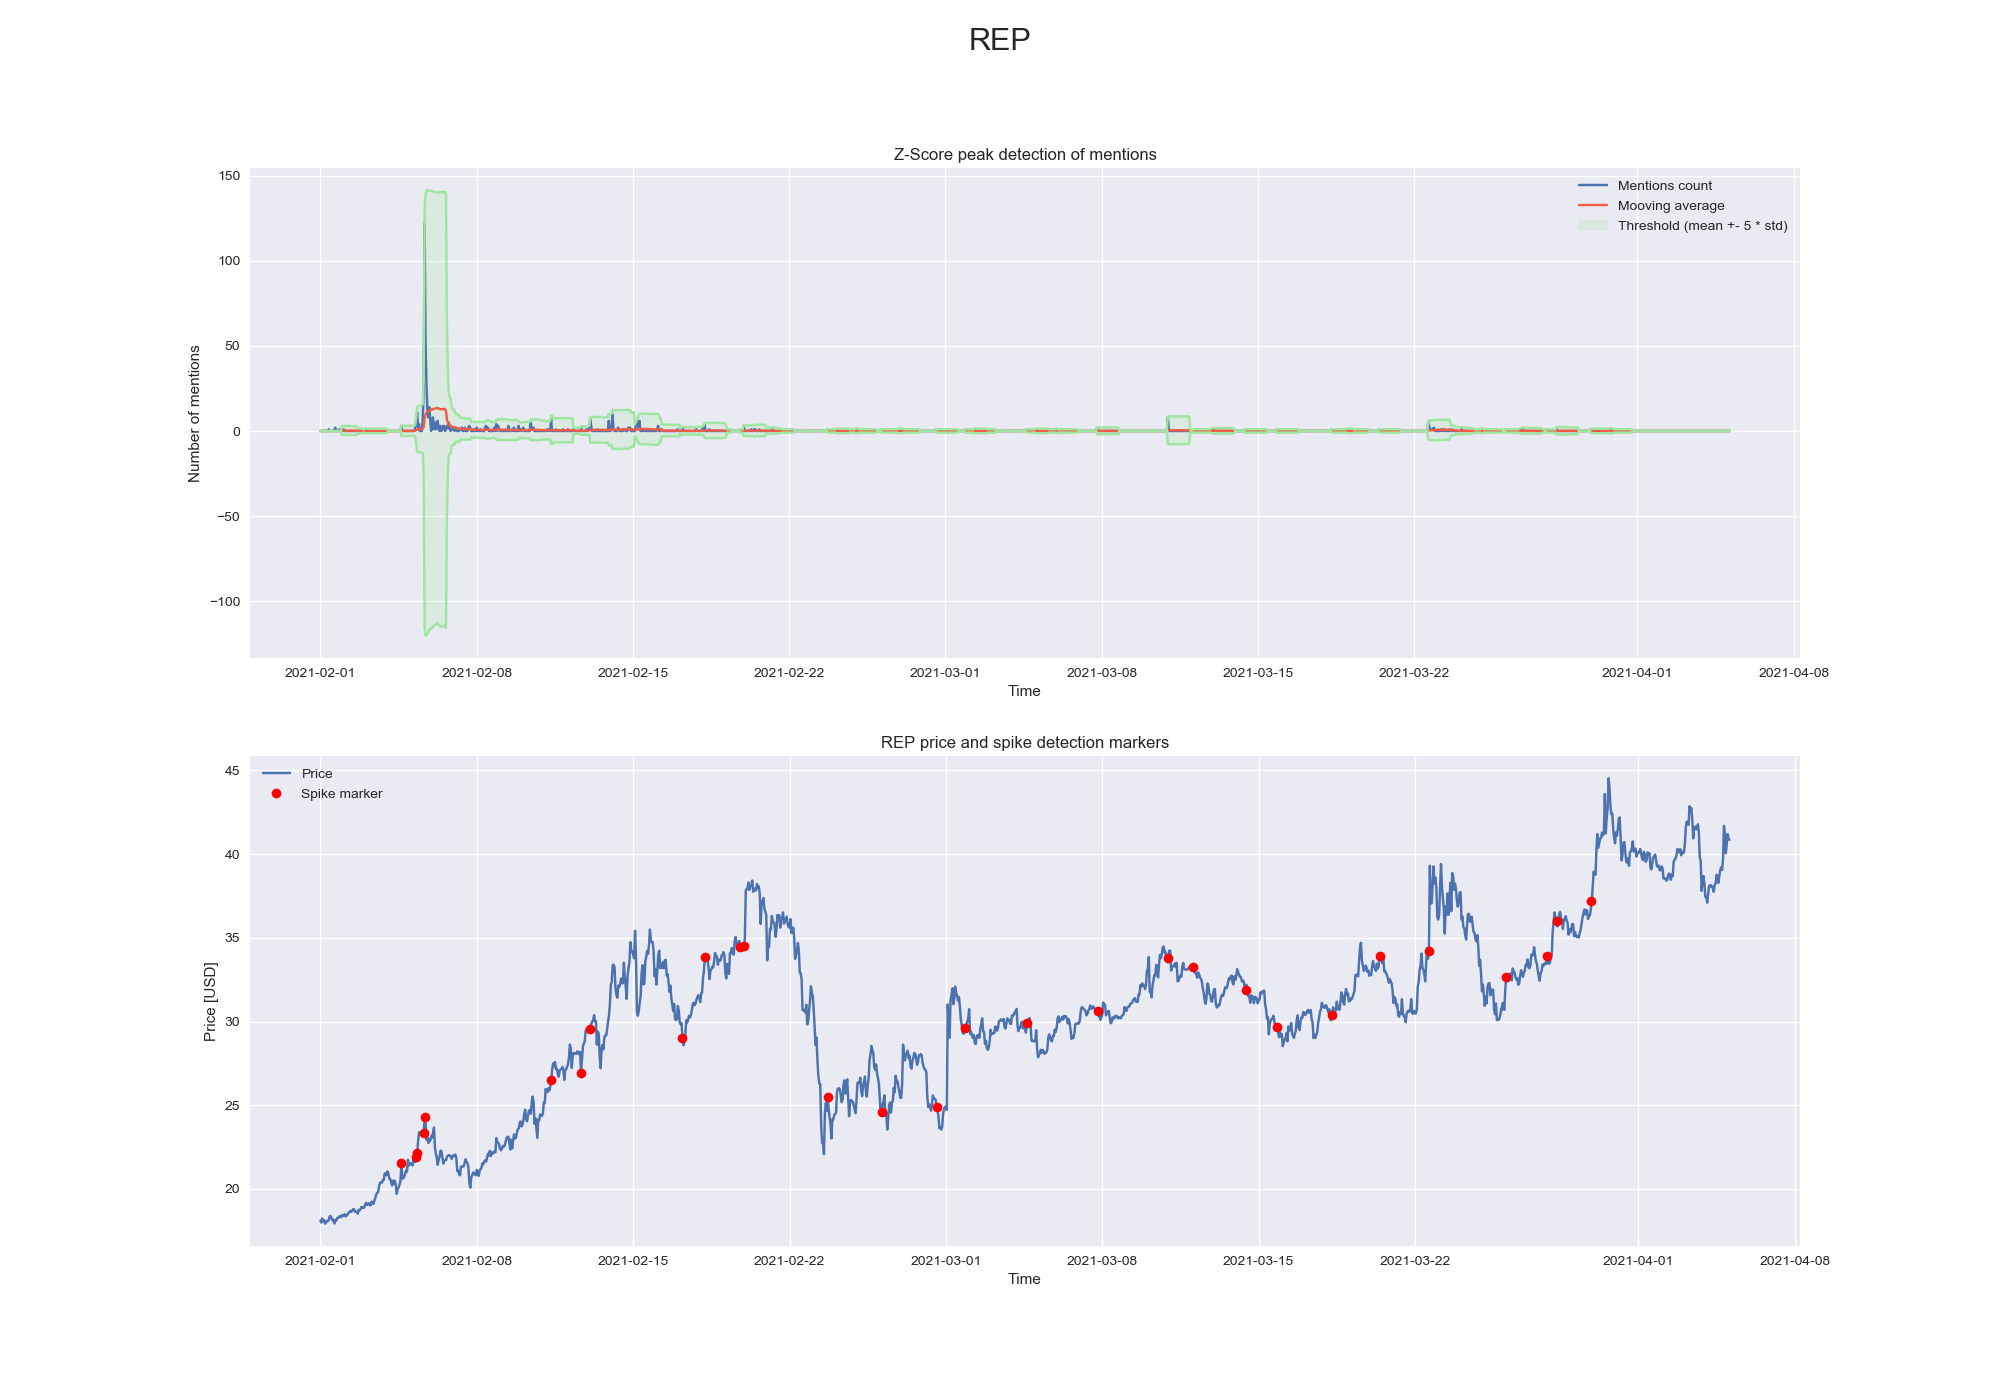 REP
Z-Score peak detection of mentions
150
100
50
0
−50
−100
Number of mentions
Mentions count
Mooving average
Threshold (mean +- 5 * std)
2021-02-01 2021-02-08 2021-02-15 2021-02-22 2021-03-01 2021-03-08 2021-03-15 2021-03-22 2021-04-01 2021-04-08
Time
REP price and spike detection markers
45
40
35
30
25
20
Price [USD]
Price
Spike marker
2021-02-01 2021-02-08 2021-02-15 2021-02-22 2021-03-01 2021-03-08 2021-03-15 2021-03-22 2021-04-01 2021-04-08
Time